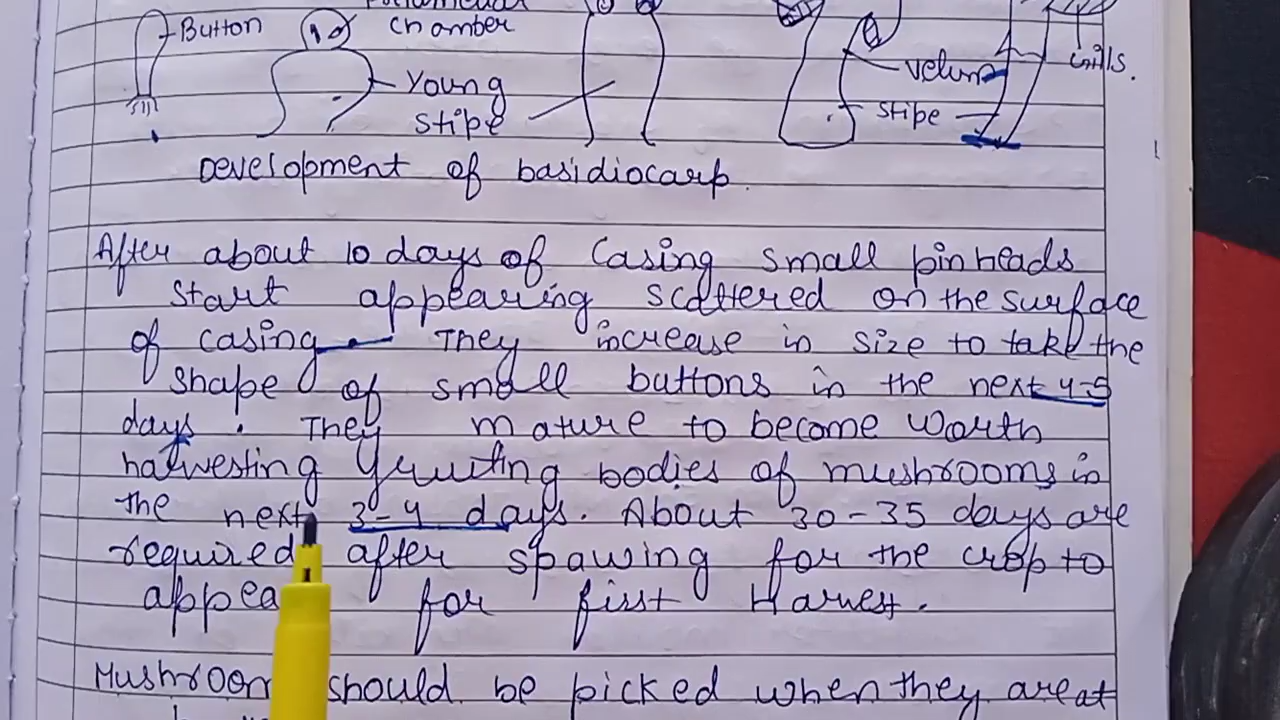 Button
chamber
Young
stipe
velum
stipe
gills.
Development of basidiocarp.
After about 10 days of Casing small pinheads
start appearing scattered on the surface
of casing. They increase in size to take the
shape of small buttons in the next 4-5
days. They mature to become worth
harvesting fruiting bodies of mushrooms in
the next 3-4 days. About 30-35 days are
required after spawing for the crop to
appea for first Harvest.
Mushroom should be picked when they are at